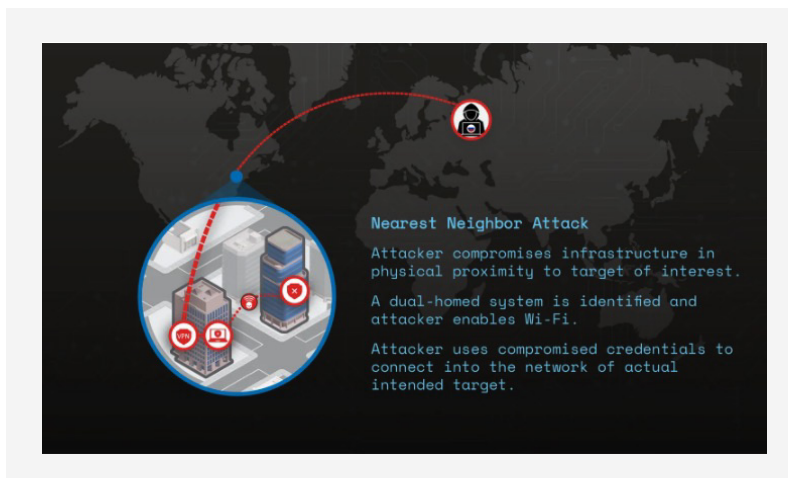 Nearest Neighbor Attack
Attacker compromises infrastructure in
physical proximity to target of interest.
A dual-homed system is identified and
attacker enables Wi-Fi.
Attacker uses compromised credentials to
connect into the network of actual
intended target.
VPN